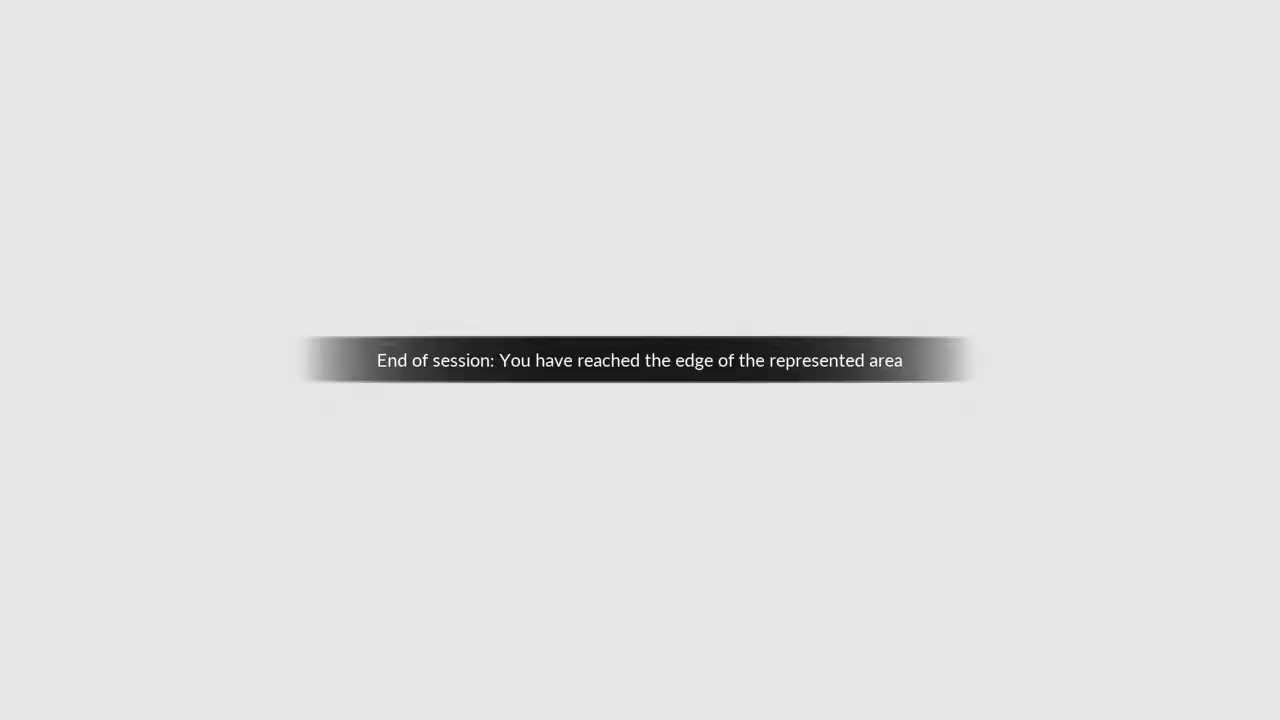 End of session: You have reached the edge of the represented area